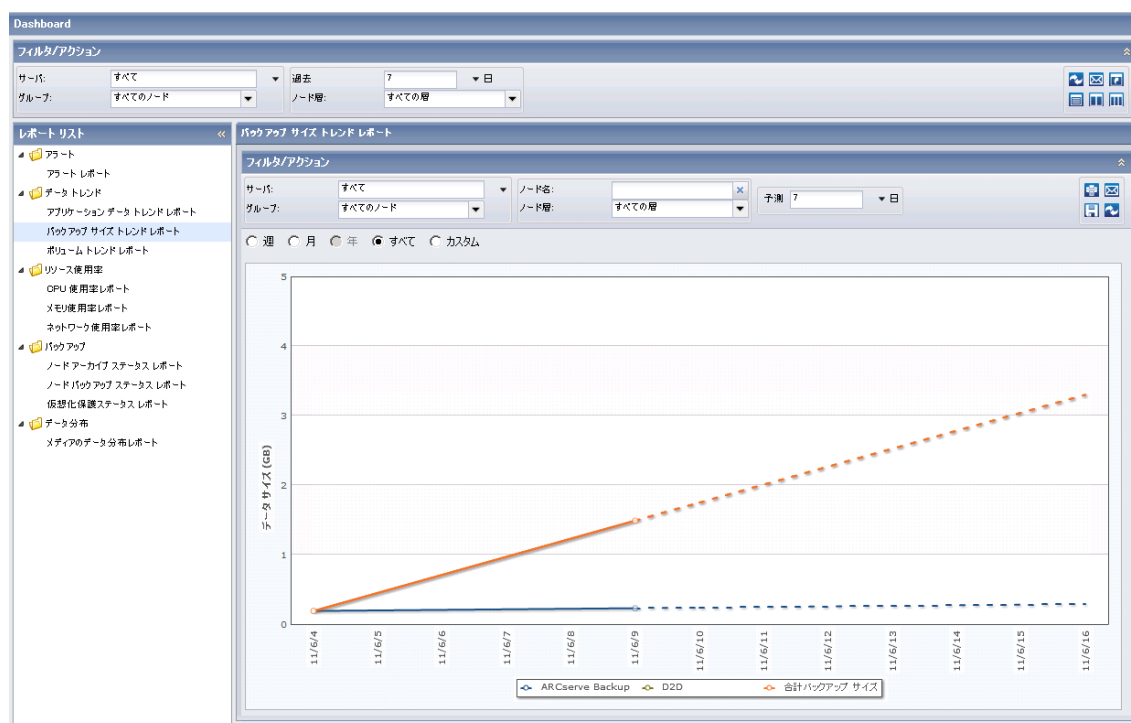 Dashboard
フィルタ/アクション
サーバ: すべて 過去 7 日
グループ: すべてのノード ノード層: すべての層
レポート リスト
アラート
アラート レポート
データ トレンド
アプリケーション データ トレンド レポート
バックアップ サイズ トレンド レポート
ボリューム トレンド レポート
リソース使用率
CPU 使用率レポート
メモリ使用率レポート
ネットワーク使用率レポート
バックアップ
ノード アーカイブ ステータス レポート
ノード バックアップ ステータス レポート
仮想化保護ステータス レポート
データ分布
メディアのデータ分布レポート
バックアップ サイズ トレンド レポート
フィルタ/アクション
サーバ: すべて ノード名: 予測 7 日
グループ: すべてのノード ノード層: すべての層
週 月 年 すべて カスタム
データ サイズ (GB)
5
4
3
2
1
0
11/6/4 11/6/5 11/6/6 11/6/7 11/6/8 11/6/9 11/6/10 11/6/11 11/6/12 11/6/13 11/6/14 11/6/15 11/6/16
ARCserve Backup D2D 合計バックアップ サイズ